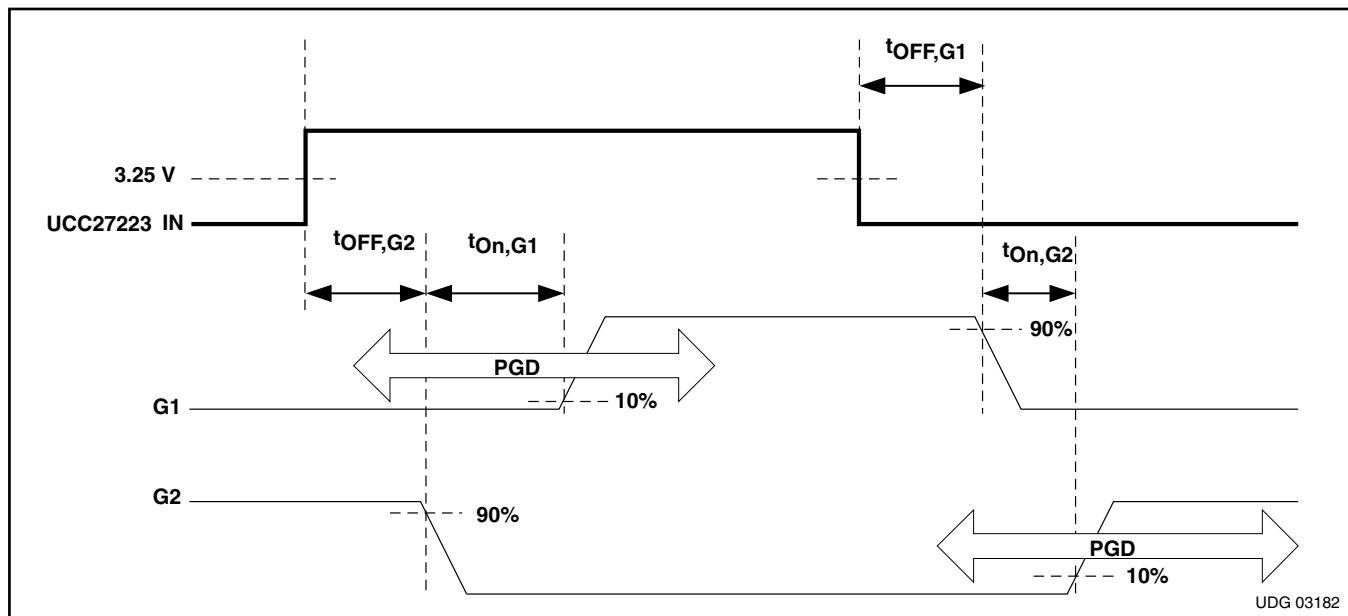 tOFF,G1
3.25 V
UCC27223 IN
tOFF,G2
tOn,G1
tOn,G2
90%
PGD
10%
G1
G2
90%
PGD
10%
UDG 03182